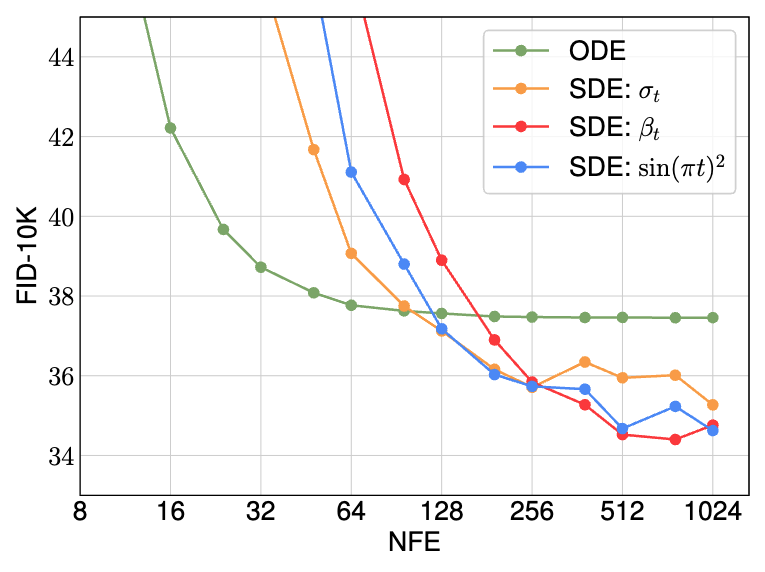 44
42
40
38
36
34
FID-10K
8 16 32 64 128 256 512 1024
NFE
ODE
SDE: σₜ
SDE: βₜ
SDE: sin(πt)²